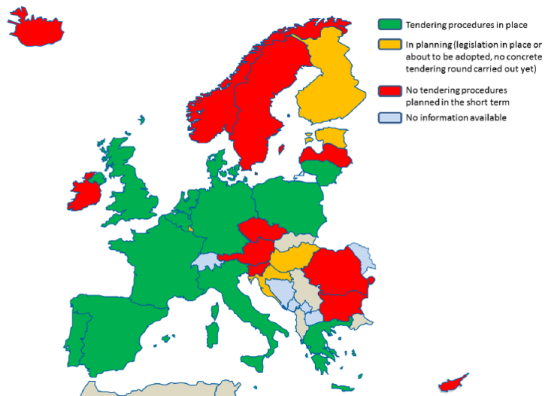 Tendering procedures in place
In planning (legislation in place or
about to be adopted, no concrete
tendering round carried out yet)
No tendering procedures
planned in the short term
No information available